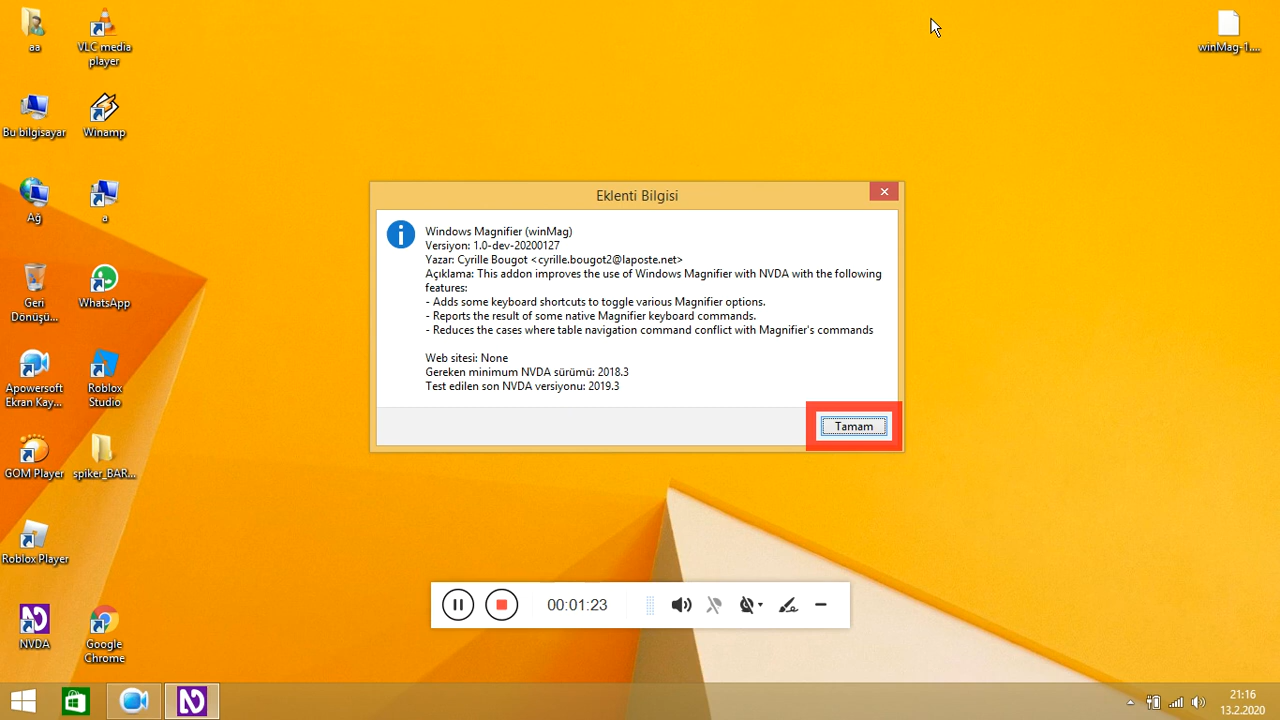 aa
VLC media player
winMag-1....
Bu bilgisayar
Winamp
Ağ
a
Geri Dönüşü...
WhatsApp
Apowersoft Ekran Kay...
Roblox Studio
GOM Player
spiker_BAR...
Roblox Player
NVDA
Google Chrome
Eklenti Bilgisi
Windows Magnifier (winMag)
Versiyon: 1.0-dev-20200127
Yazar: Cyrille Bougot <cyrille.bougot2@laposte.net>
Açıklama: This addon improves the use of Windows Magnifier with NVDA with the following
features:
- Adds some keyboard shortcuts to toggle various Magnifier options.
- Reports the result of some native Magnifier keyboard commands.
- Reduces the cases where table navigation command conflict with Magnifier's commands
Web sitesi: None
Gereken minimum NVDA sürümü: 2018.3
Test edilen son NVDA versiyonu: 2019.3
Tamam
00:01:23
21:16
13.2.2020